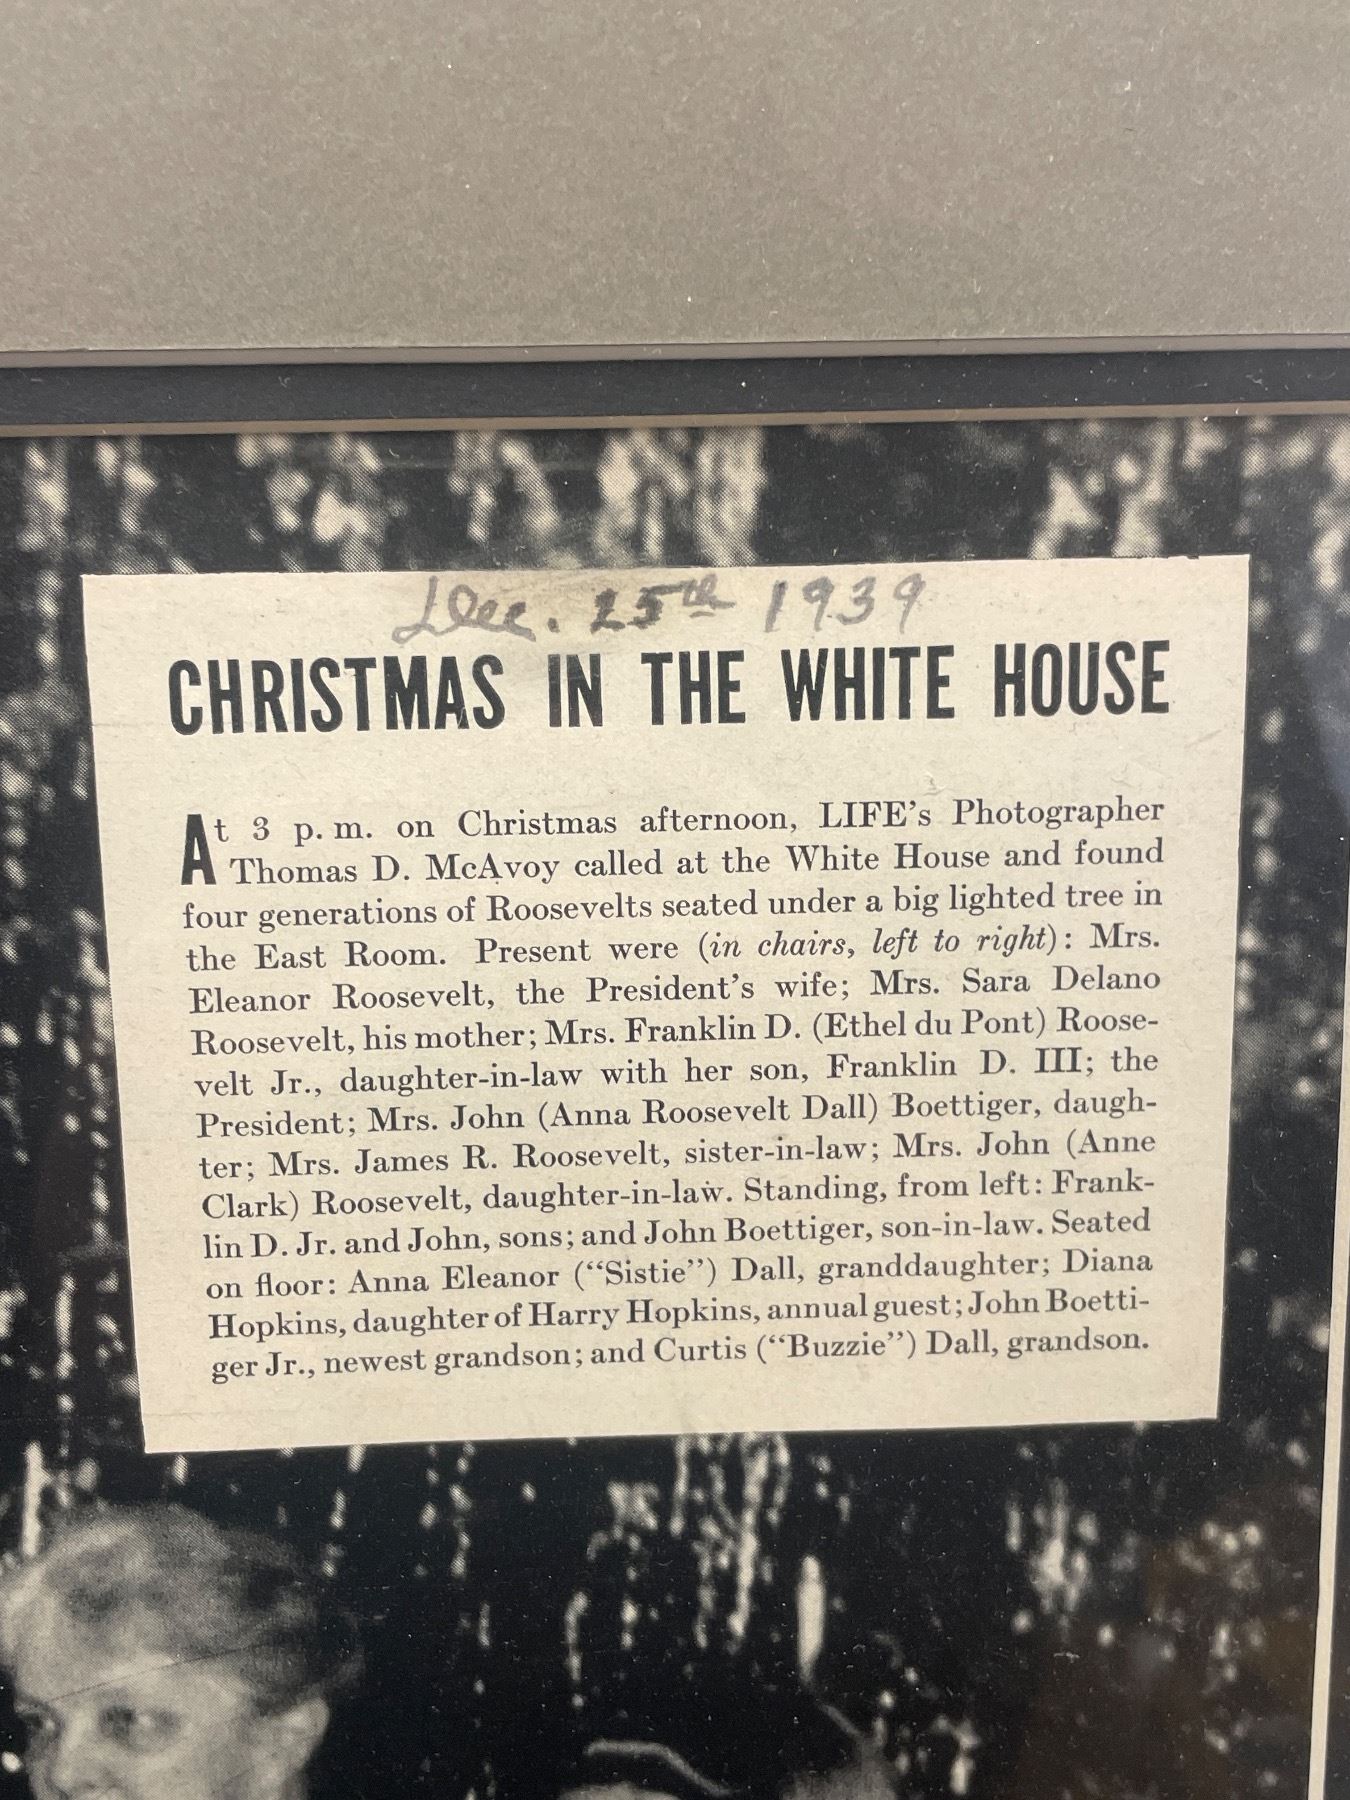 Dec. 25th 1939
CHRISTMAS IN THE WHITE HOUSE
At 3 p. m. on Christmas afternoon, LIFE's Photographer
Thomas D. McAvoy called at the White House and found
four generations of Roosevelts seated under a big lighted tree in
the East Room. Present were (in chairs, left to right): Mrs.
Eleanor Roosevelt, the President's wife; Mrs. Sara Delano
Roosevelt, his mother; Mrs. Franklin D. (Ethel du Pont) Roose-
velt Jr., daughter-in-law with her son, Franklin D. III; the
President; Mrs. John (Anna Roosevelt Dall) Boettiger, daugh-
ter; Mrs. James R. Roosevelt, sister-in-law; Mrs. John (Anne
Clark) Roosevelt, daughter-in-law. Standing, from left: Frank-
lin D. Jr. and John, sons; and John Boettiger, son-in-law. Seated
on floor: Anna Eleanor ("Sistie") Dall, granddaughter; Diana
Hopkins, daughter of Harry Hopkins, annual guest; John Boetti-
ger Jr., newest grandson; and Curtis ("Buzzie") Dall, grandson.